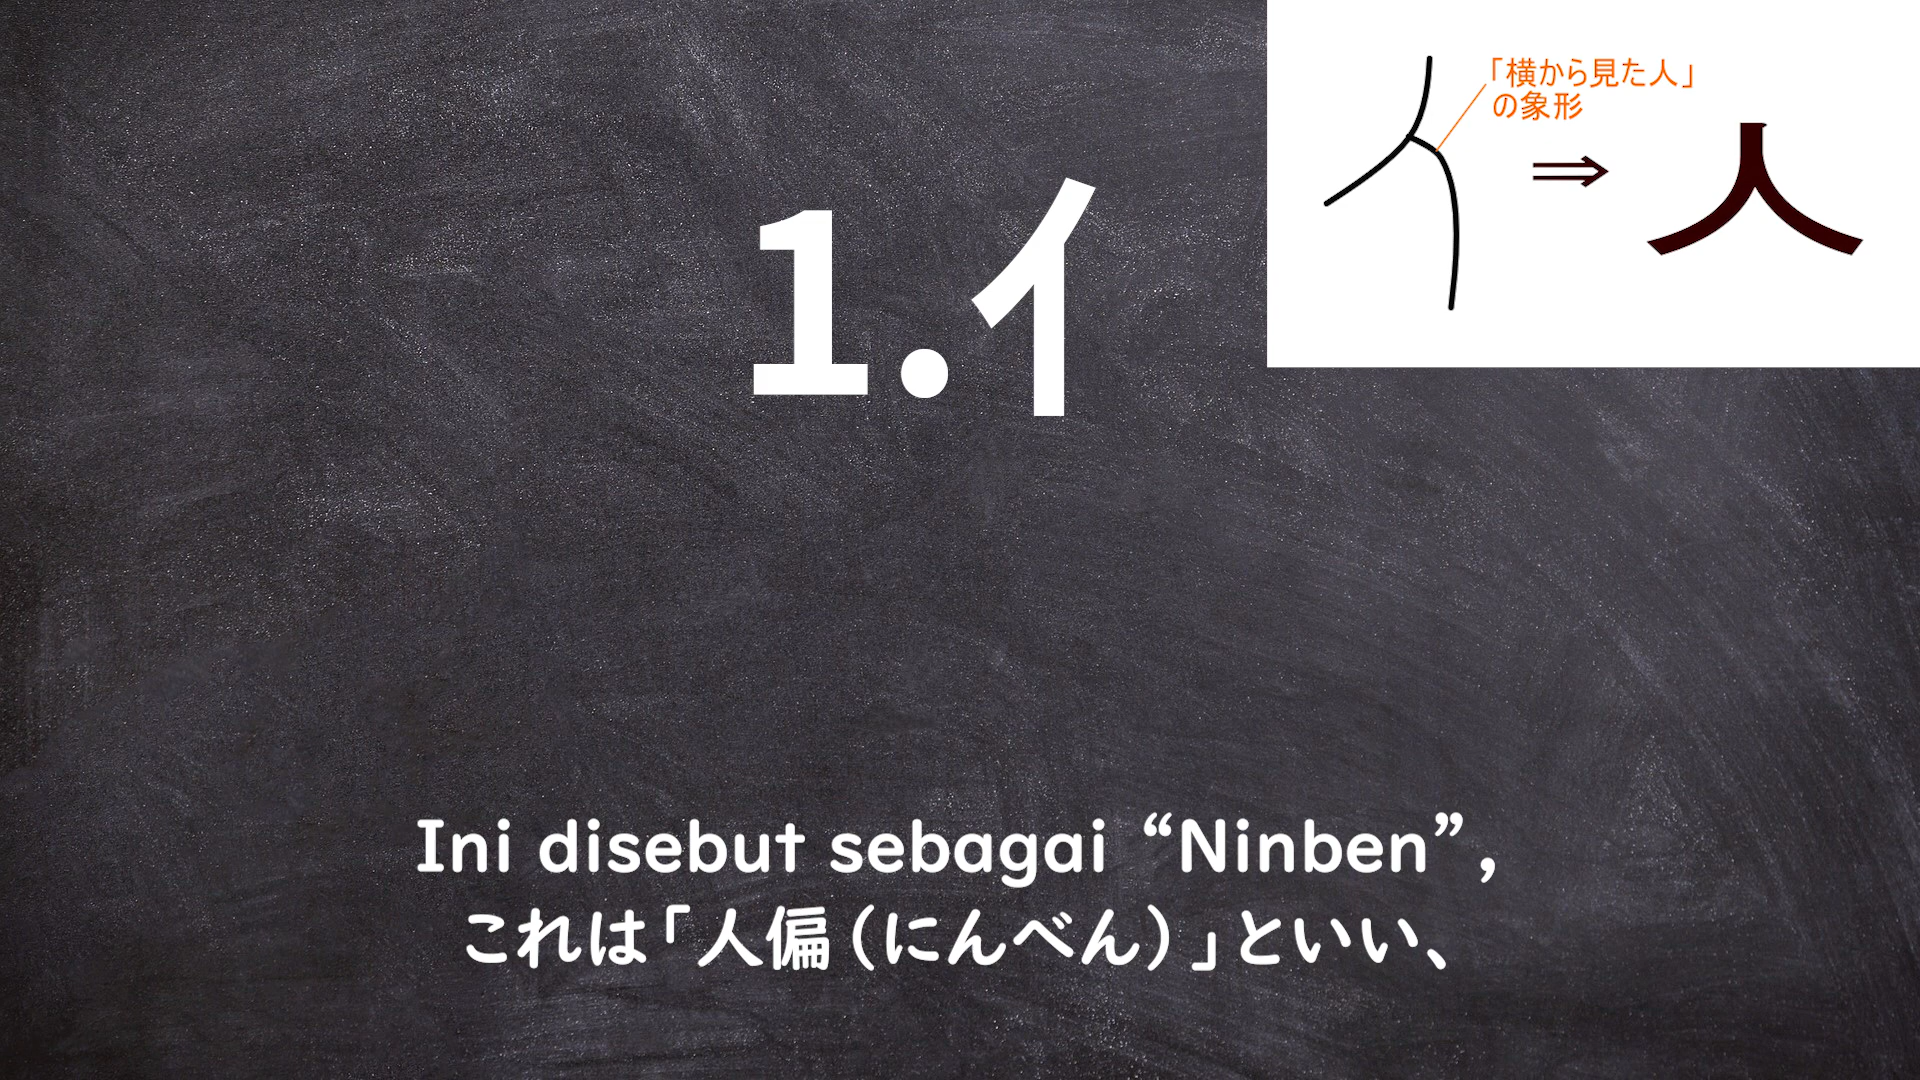 1.亻
「横から見た人」
の象形
⇒ 人
Ini disebut sebagai “Ninben”,
これは「人偏（にんべん）」といい、